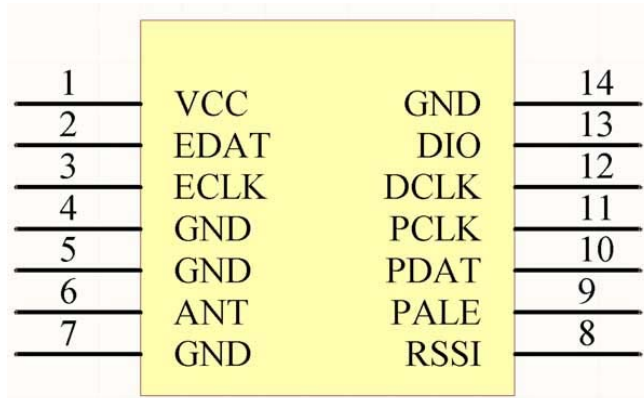 1 VCC GND 14
2 EDAT DIO 13
3 ECLK DCLK 12
4 GND PCLK 11
5 GND PDAT 10
6 ANT PALE 9
7 GND RSSI 8